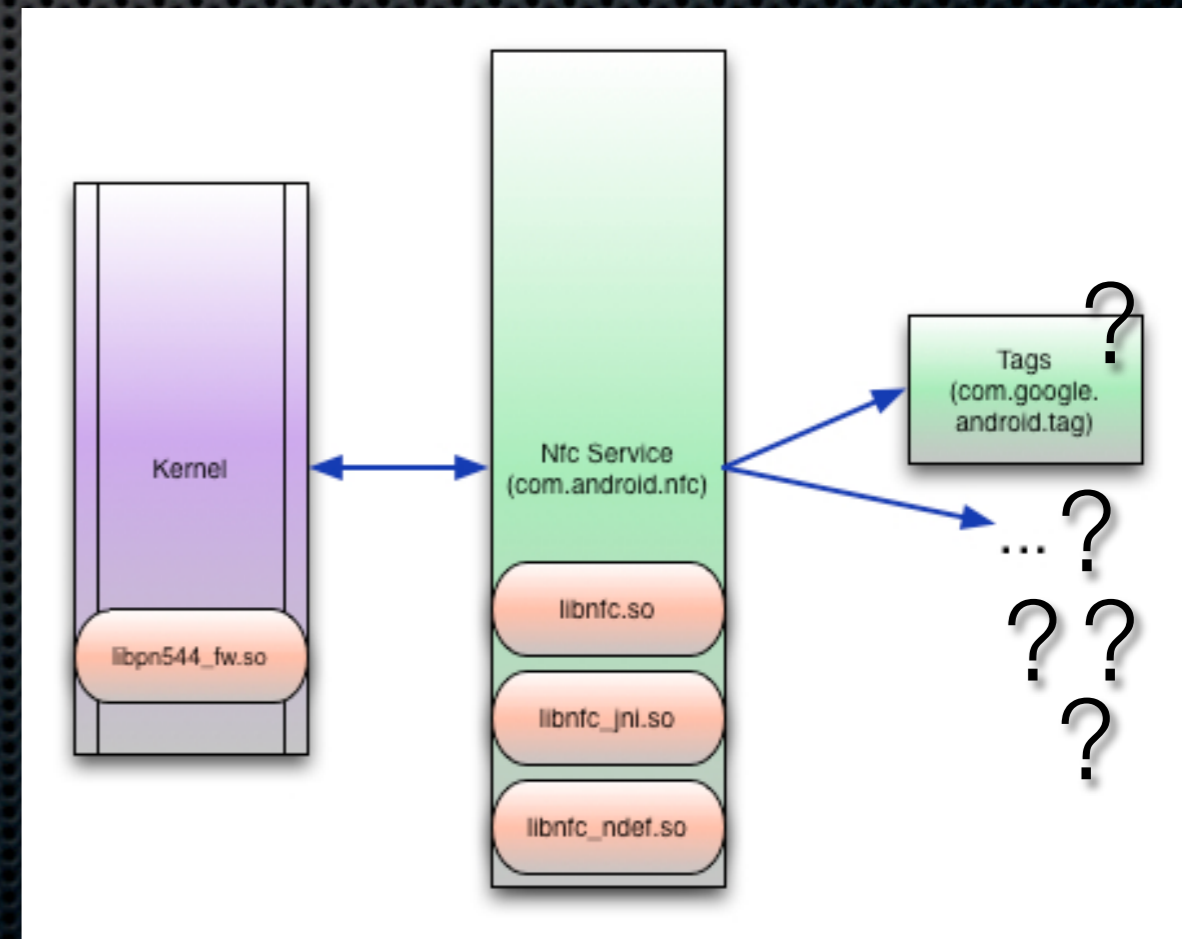 Kernel
libpn544_fw.so
Nfc Service
(com.android.nfc)
libnfc.so
libnfc_jni.so
libnfc_ndef.so
?
Tags
(com.google.
android.tag)
... ?
? ?
?